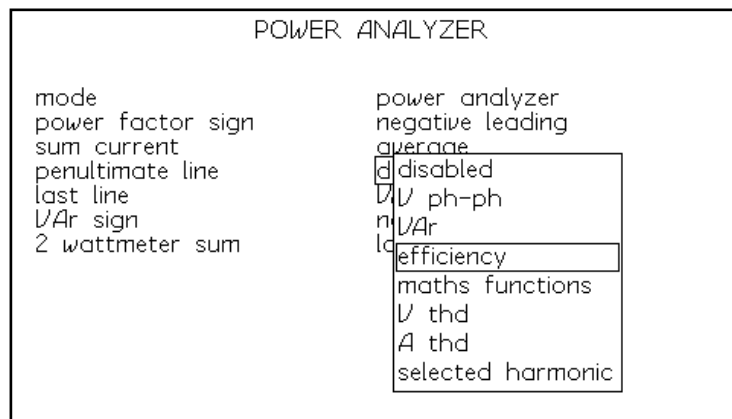 POWER ANALYZER
mode power analyzer
power factor sign negative leading
sum current average
penultimate line d
last line
VAr sign
2 wattmeter sum
disabled
V ph-ph
VAr
efficiency
maths functions
V thd
A thd
selected harmonic